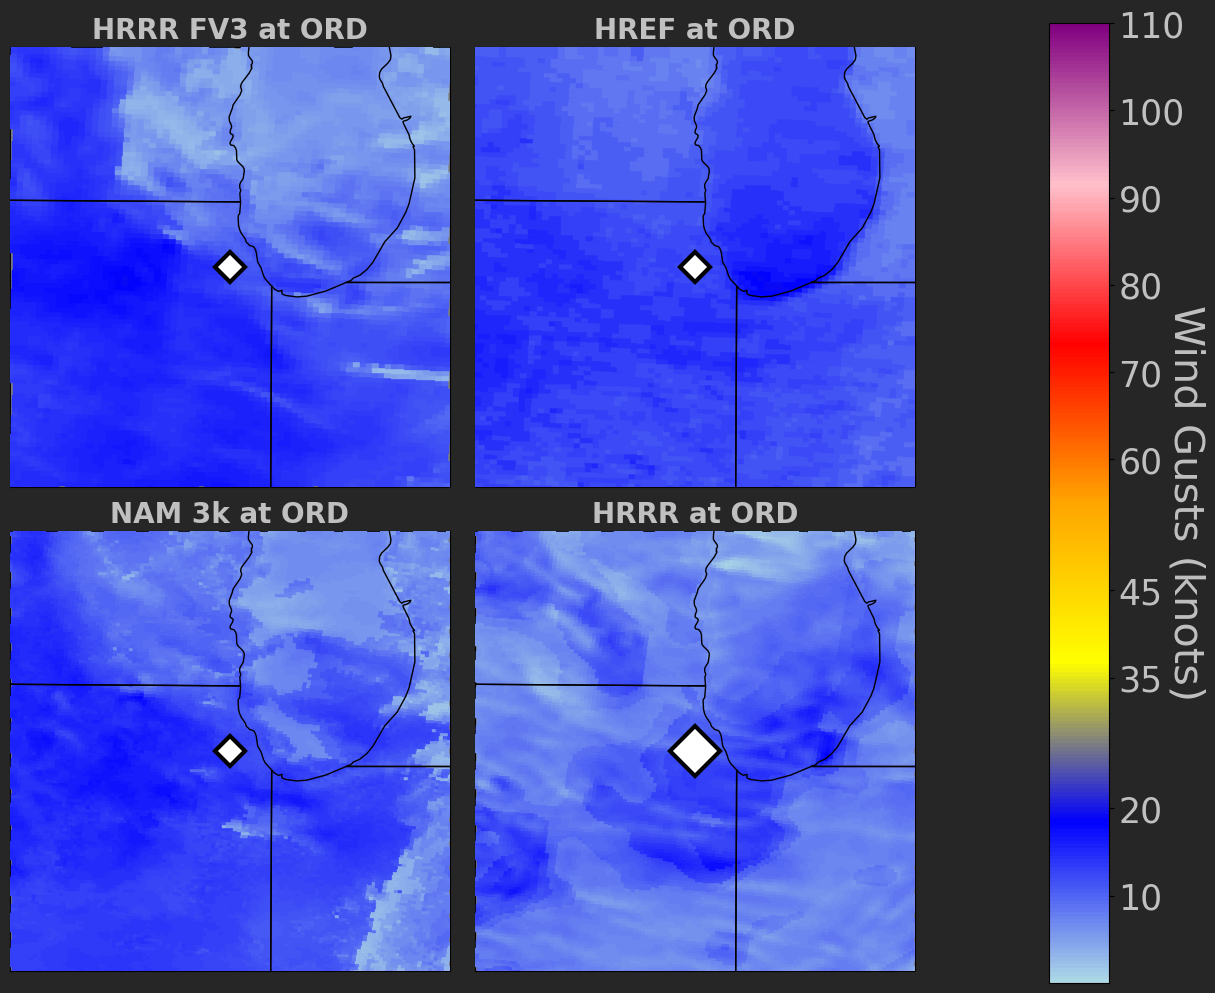 HRRR FV3 at ORD
HREF at ORD
NAM 3k at ORD
HRRR at ORD
110
100
90
80
70
60
45
35
20
10
Wind Gusts (knots)